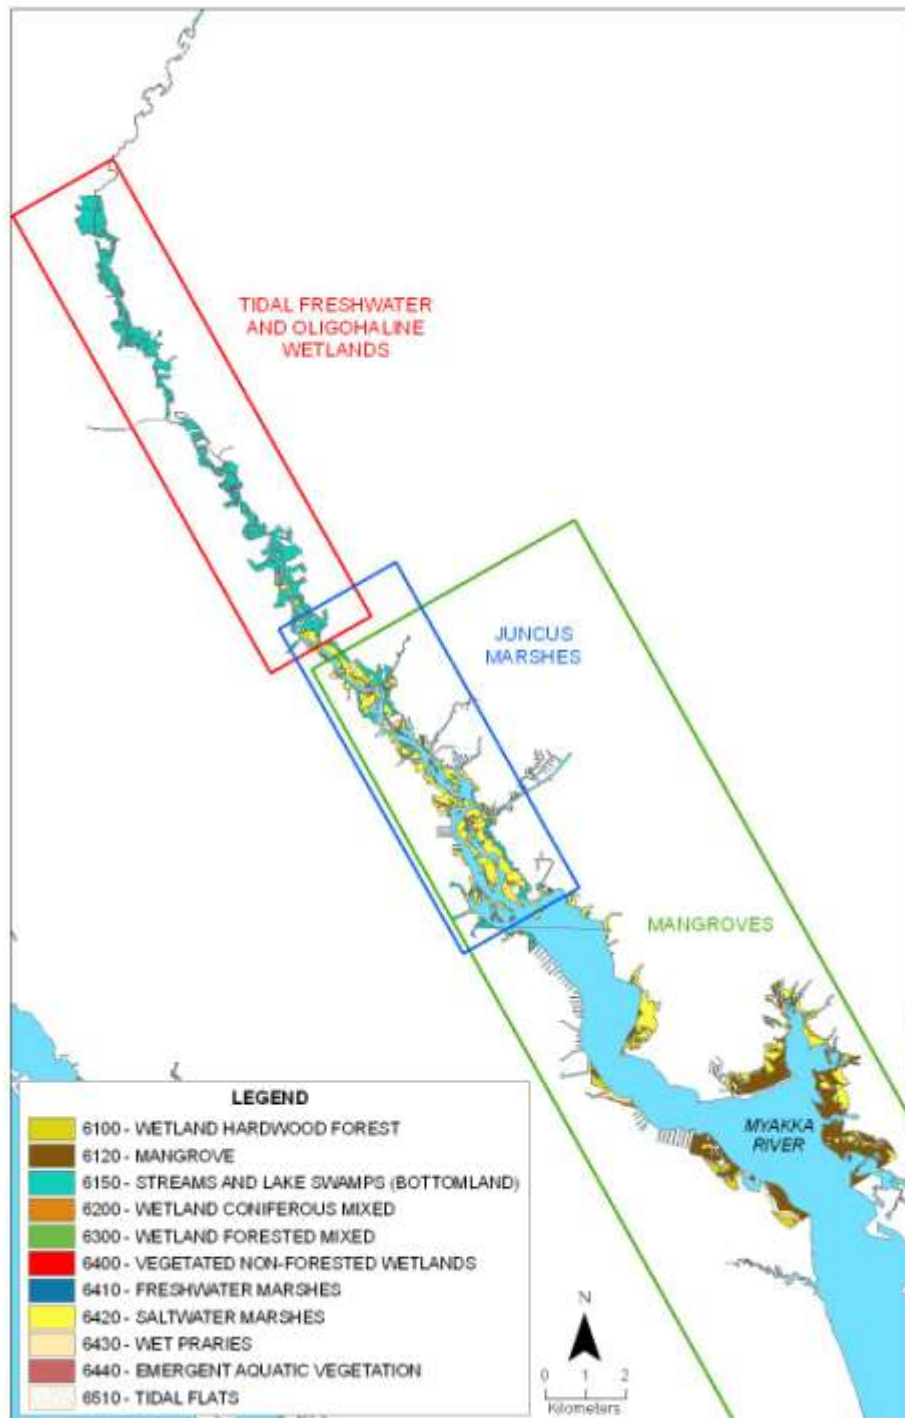 TIDAL FRESHWATER
AND OLIGOHALINE
WETLANDS
JUNCUS
MARSHES
MANGROVES
MYAKKA
RIVER
LEGEND
6100 - WETLAND HARDWOOD FOREST
6120 - MANGROVE
6150 - STREAMS AND LAKE SWAMPS (BOTTOMLAND)
6200 - WETLAND CONIFEROUS MIXED
6300 - WETLAND FORESTED MIXED
6400 - VEGETATED NON-FORESTED WETLANDS
6410 - FRESHWATER MARSHES
6420 - SALTWATER MARSHES
6430 - WET PRARIES
6440 - EMERGENT AQUATIC VEGETATION
6510 - TIDAL FLATS
N
0 1 2
Kilometers